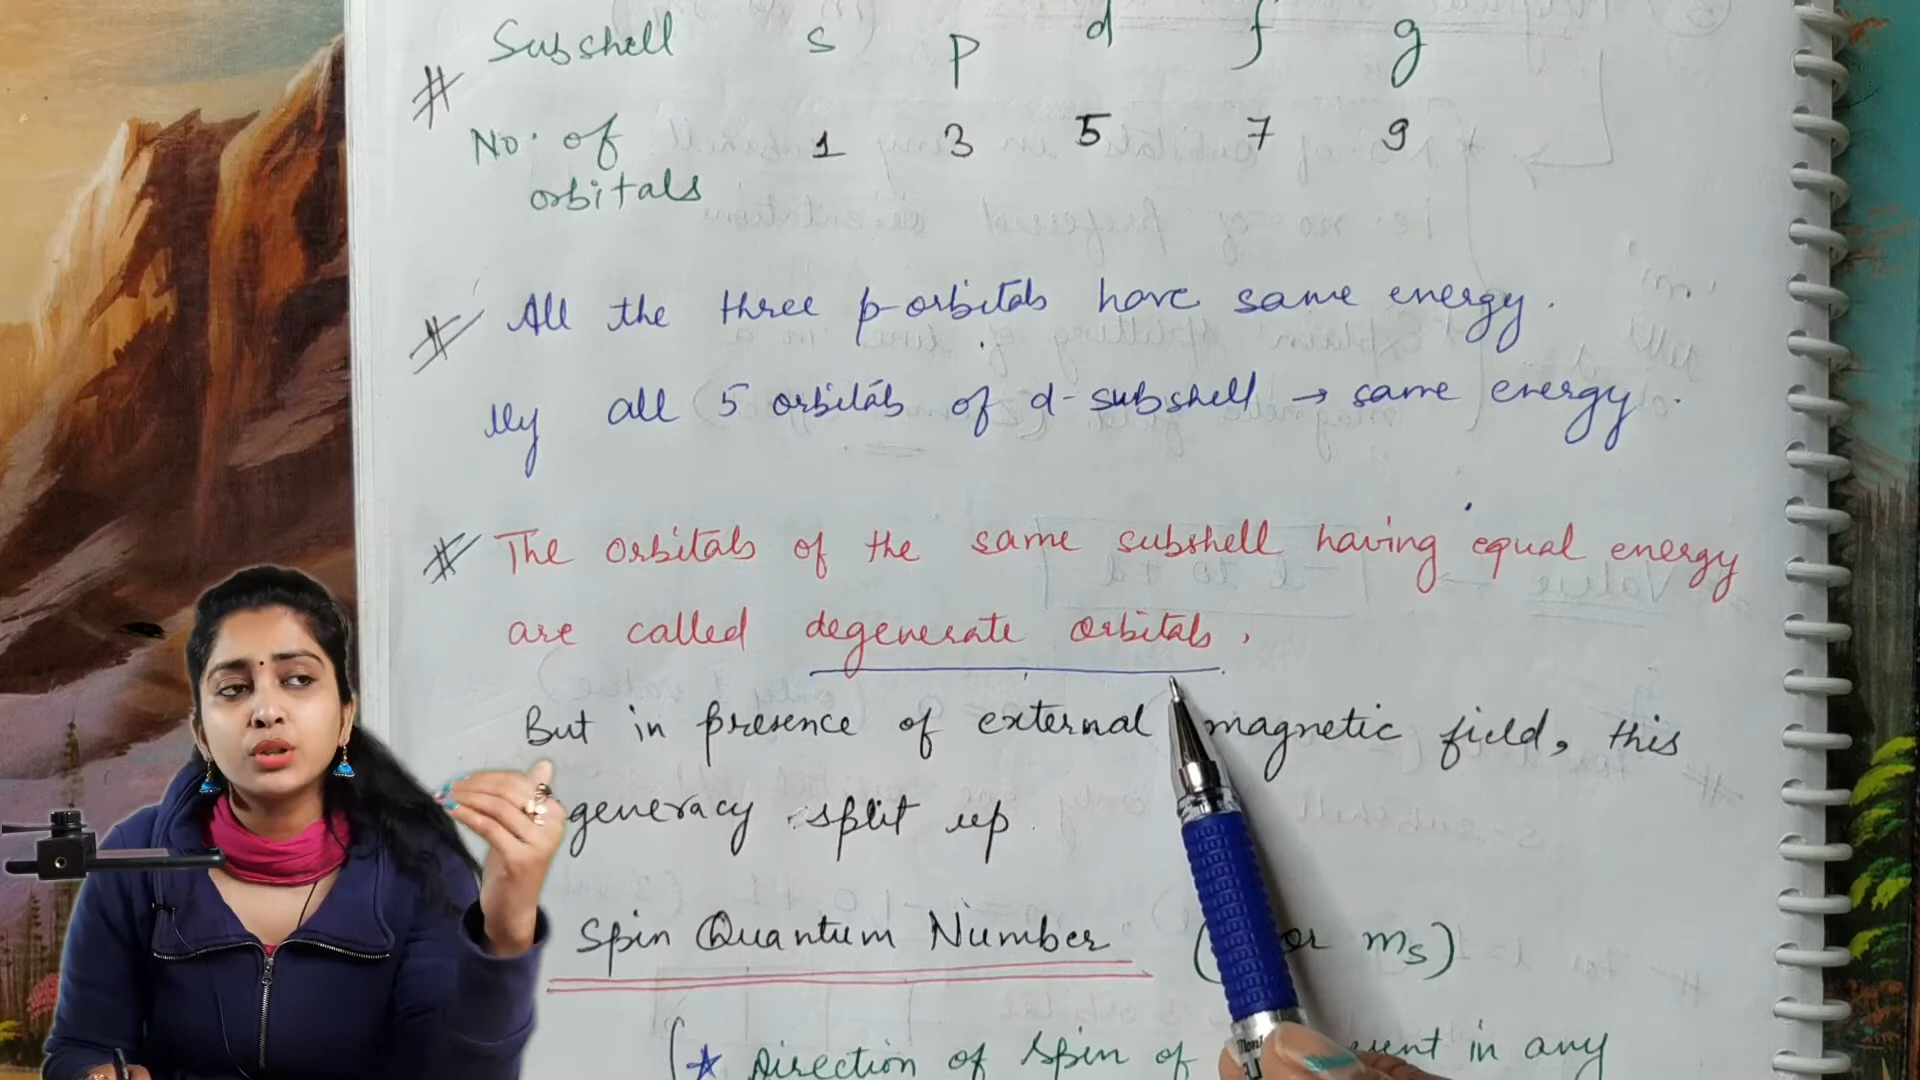 Subshell s p d f g
#
No. of 1 3 5 7 9
orbitals
# All the three p-orbitals have same energy.
lly all 5 orbitals of d-subshell → same energy.
# The orbitals of the same subshell having equal energy
are called degenerate orbitals,
But in presence of external magnetic field, this
generacy split up.
Spin Quantum Number ( or ms)
★ Direction of spin of in any